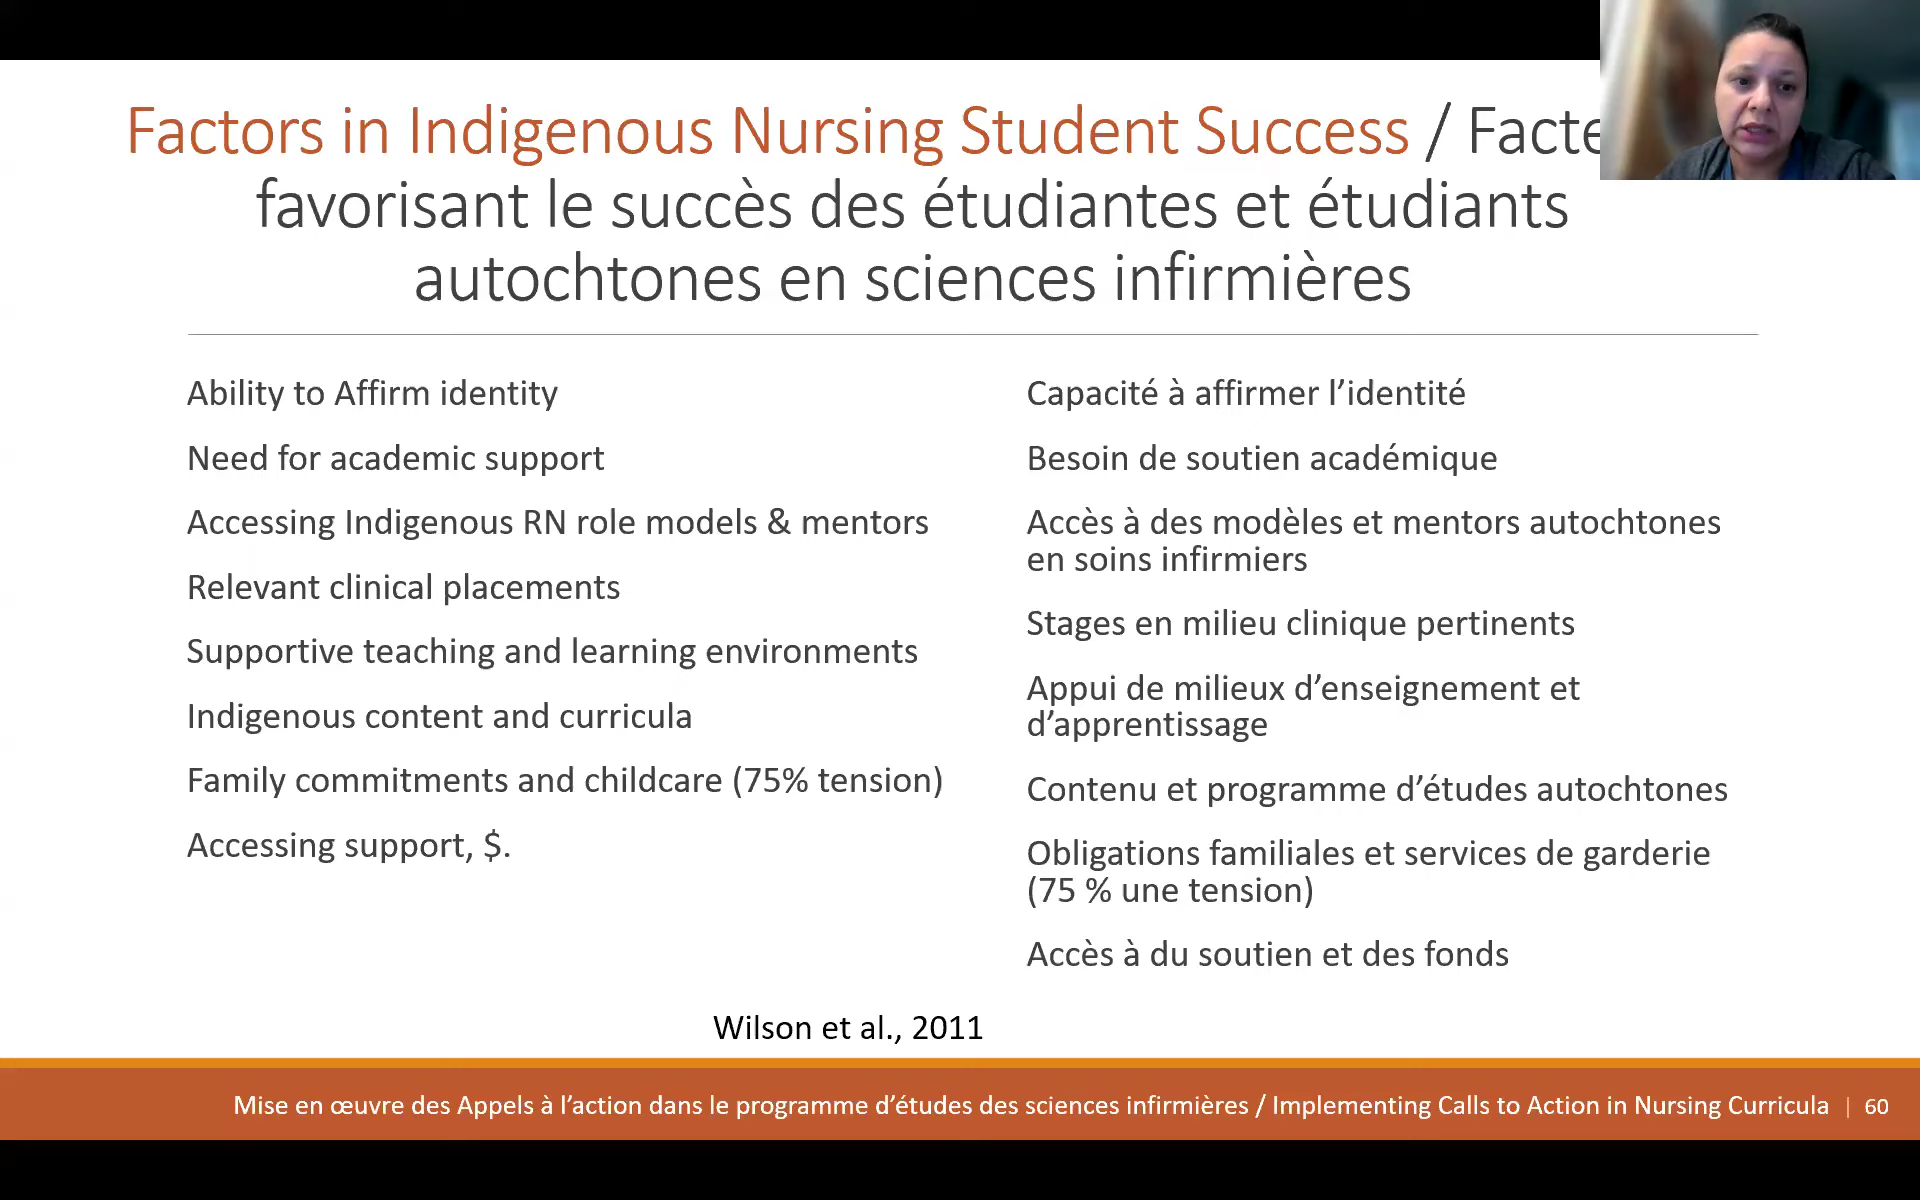 Factors in Indigenous Nursing Student Success / Facte
favorisant le succès des étudiantes et étudiants
autochtones en sciences infirmières
Ability to Affirm identity
Need for academic support
Accessing Indigenous RN role models & mentors
Relevant clinical placements
Supportive teaching and learning environments
Indigenous content and curricula
Family commitments and childcare (75% tension)
Accessing support, $.
Capacité à affirmer l’identité
Besoin de soutien académique
Accès à des modèles et mentors autochtones
en soins infirmiers
Stages en milieu clinique pertinents
Appui de milieux d’enseignement et
d’apprentissage
Contenu et programme d’études autochtones
Obligations familiales et services de garderie
(75 % une tension)
Accès à du soutien et des fonds
Wilson et al., 2011
Mise en œuvre des Appels à l’action dans le programme d’études des sciences infirmières / Implementing Calls to Action in Nursing Curricula | 60